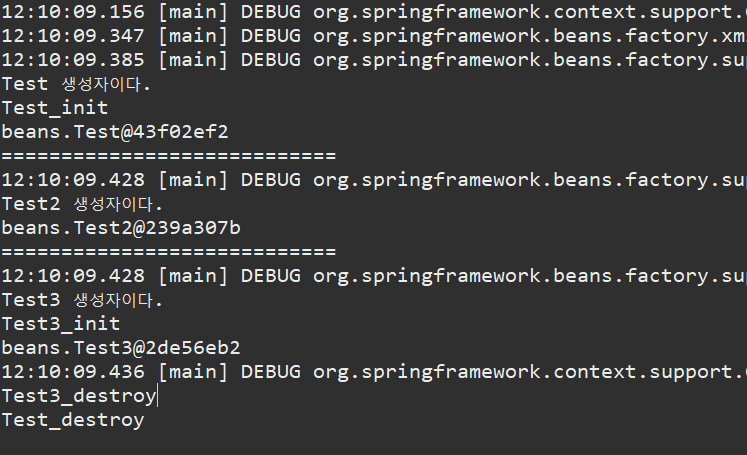 12:10:09.156 [main] DEBUG org.springframework.context.support.
12:10:09.347 [main] DEBUG org.springframework.beans.factory.xm
12:10:09.385 [main] DEBUG org.springframework.beans.factory.su
Test 생성자이다.
Test_init
beans.Test@43f02ef2
============================
12:10:09.428 [main] DEBUG org.springframework.beans.factory.su
Test2 생성자이다.
beans.Test2@239a307b
============================
12:10:09.428 [main] DEBUG org.springframework.beans.factory.su
Test3 생성자이다.
Test3_init
beans.Test3@2de56eb2
12:10:09.436 [main] DEBUG org.springframework.context.support.
Test3_destroy
Test_destroy